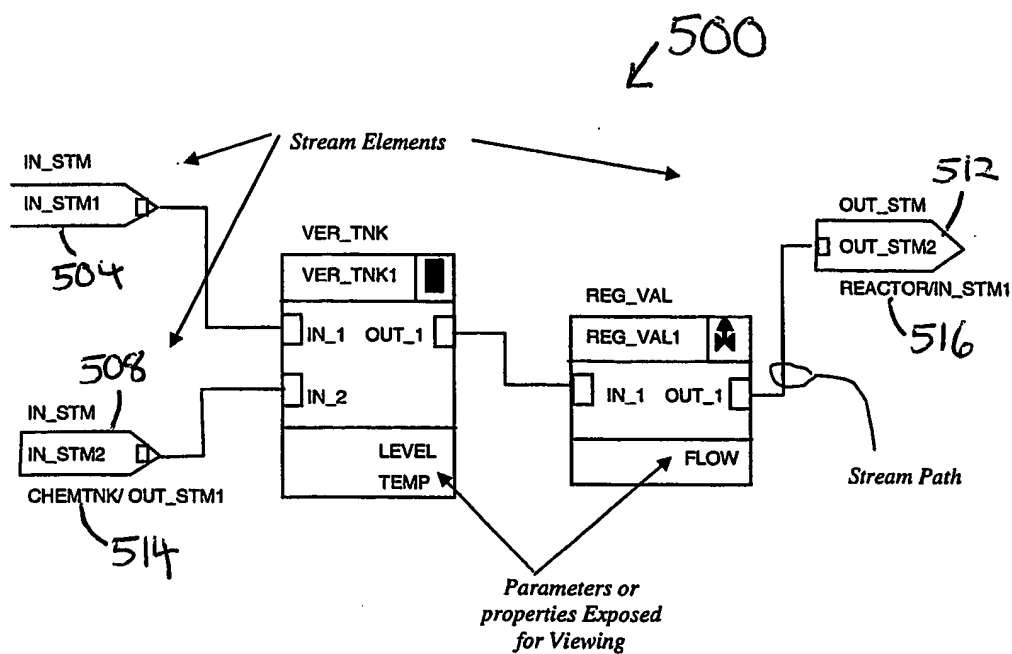 500
Stream Elements
IN_STM
IN_STM1
504
512
OUT_STM
OUT_STM2
REACTOR/IN_STM1
516
VER_TNK
VER_TNK1
IN_1 OUT_1
IN_2
LEVEL
TEMP
REG_VAL
REG_VAL1
IN_1 OUT_1
FLOW
508
IN_STM
IN_STM2
CHEMTNK/ OUT_STM1
514
Stream Path
Parameters or
properties Exposed
for Viewing